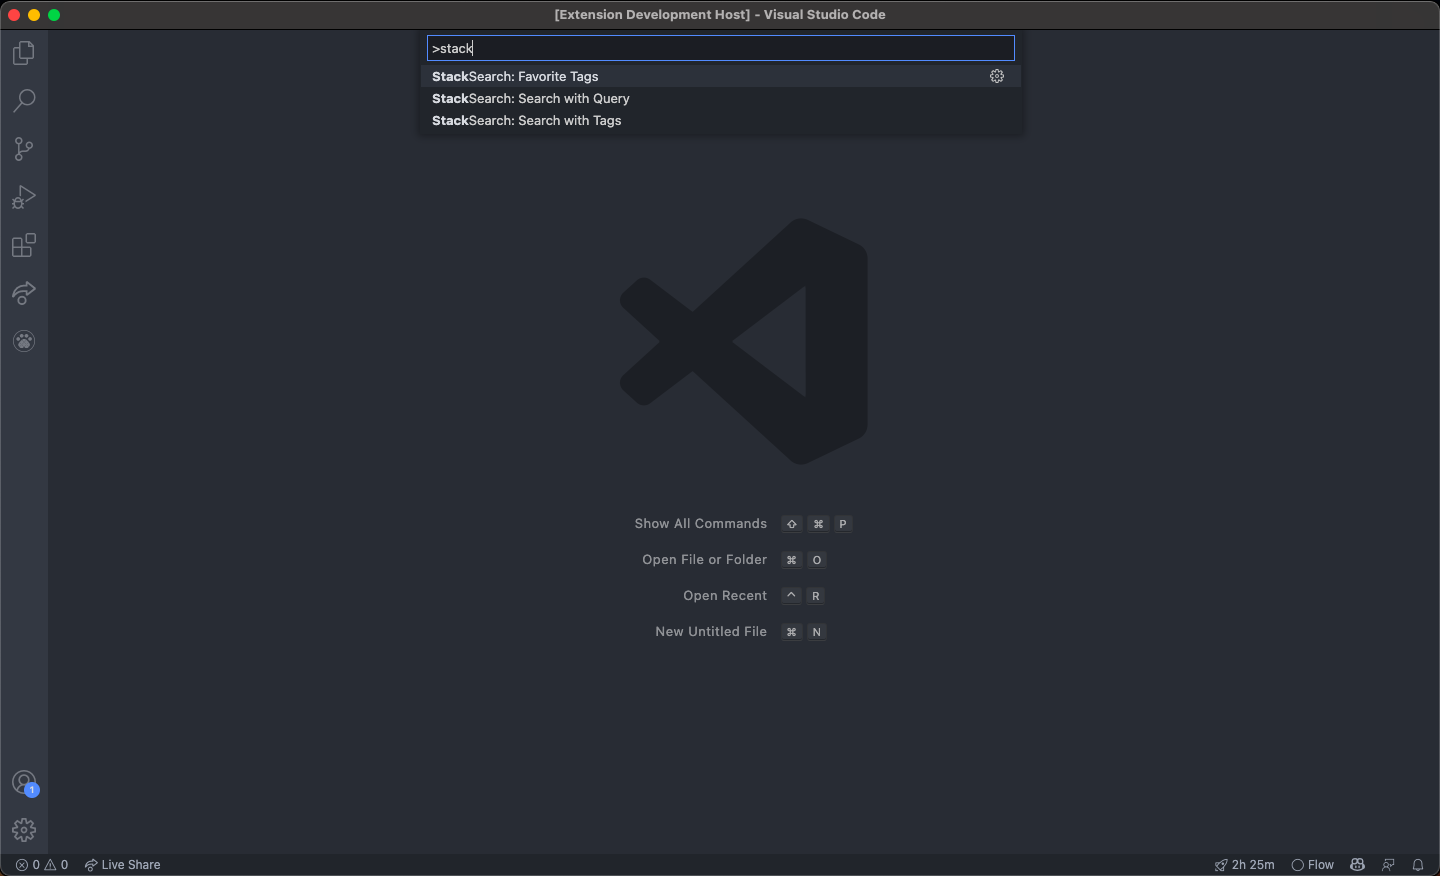 [Extension Development Host] - Visual Studio Code
>stack
StackSearch: Favorite Tags
StackSearch: Search with Query
StackSearch: Search with Tags
Show All Commands ⇧ ⌘ P
Open File or Folder ⌘ O
Open Recent ^ R
New Untitled File ⌘ N
1
0 0 Live Share 2h 25m Flow